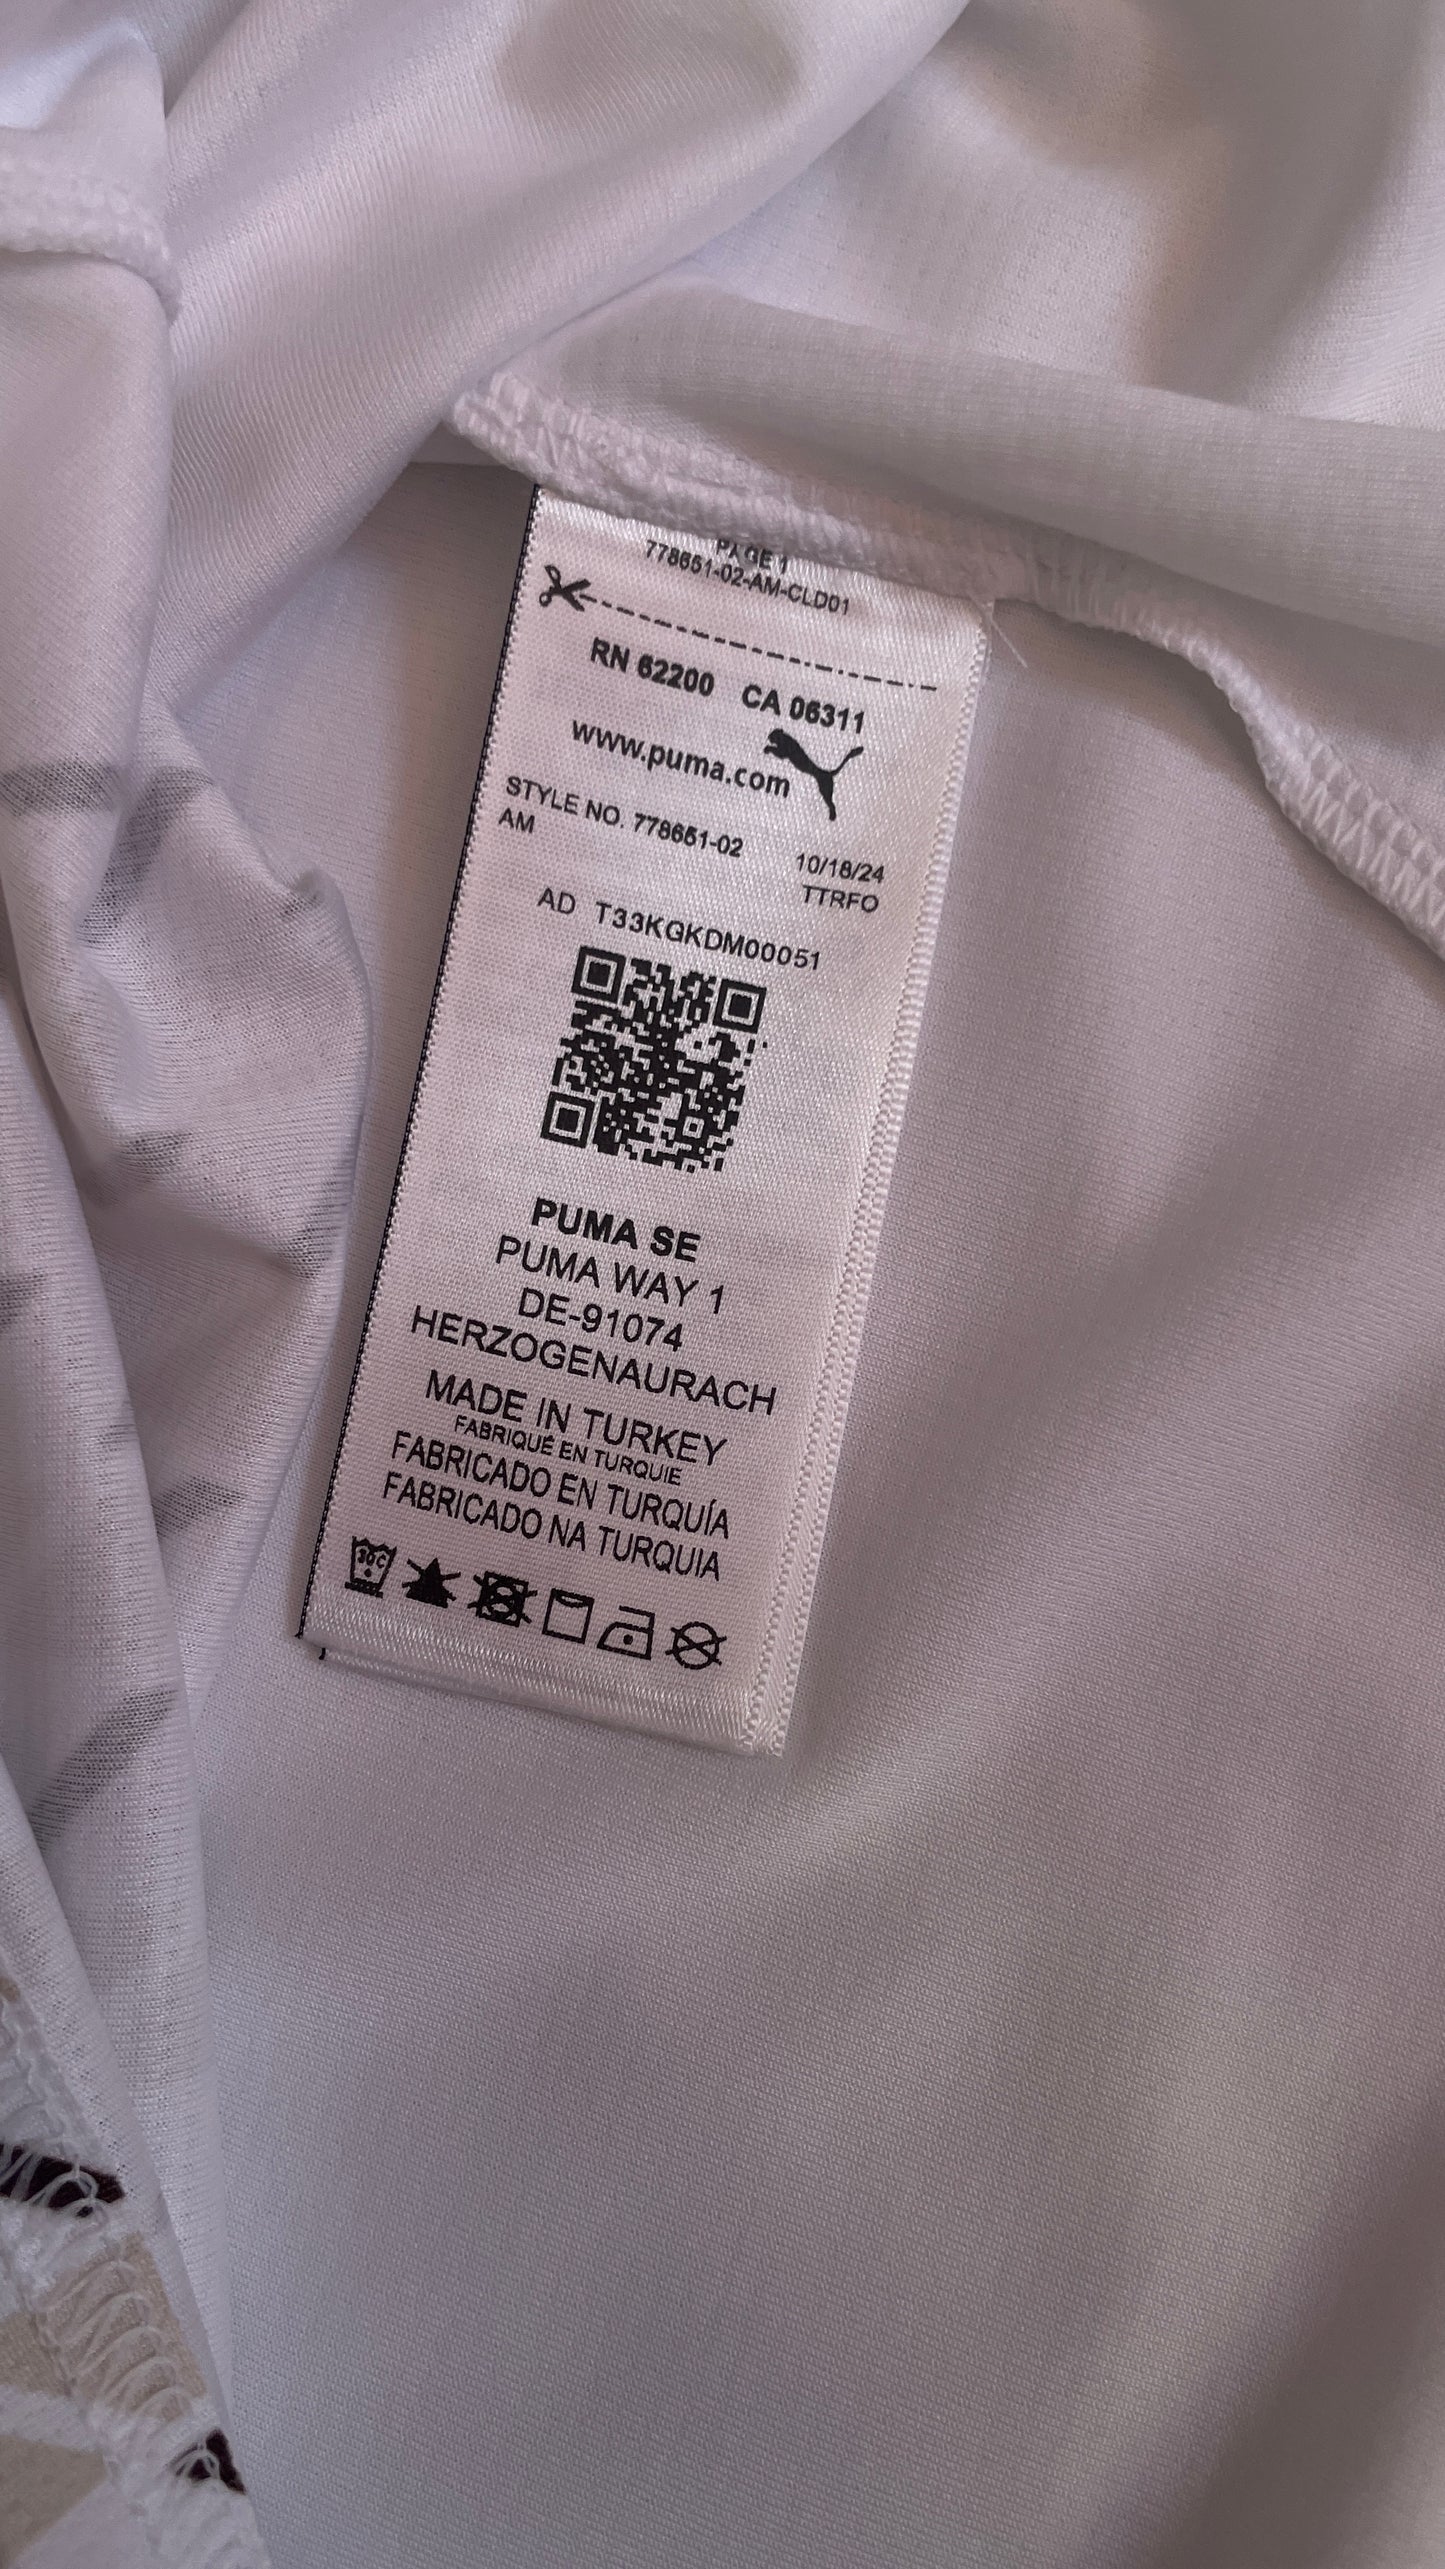 PAGE 1
778651-02-AM-CLD01
RN 62200 CA 06311
www.puma.com
STYLE NO. 778651-02
AM
10/18/24
TTRFO
AD T33KGKDM00051
PUMA SE
PUMA WAY 1
DE-91074
HERZOGENAURACH
MADE IN TURKEY
FABRIQUÉ EN TURQUIE
FABRICADO EN TURQUÍA
FABRICADO NA TURQUIA
30°C